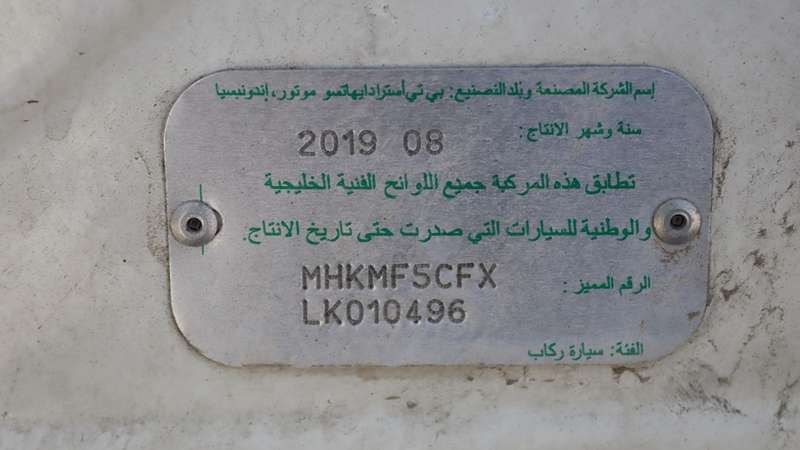 إسم الشركة المصنعة وبلد التصنيع: بي تي أسترا دايهاتسو موتور، إندونيسيا
سنة وشهر الانتاج: 2019 08
تطابق هذه المركبة جميع اللوائح الفنية الخليجية
والوطنية للسيارات التي صدرت حتى تاريخ الانتاج.
الرقم المميز: MHKMF5CFX
LK010496
الفئة: سيارة ركاب